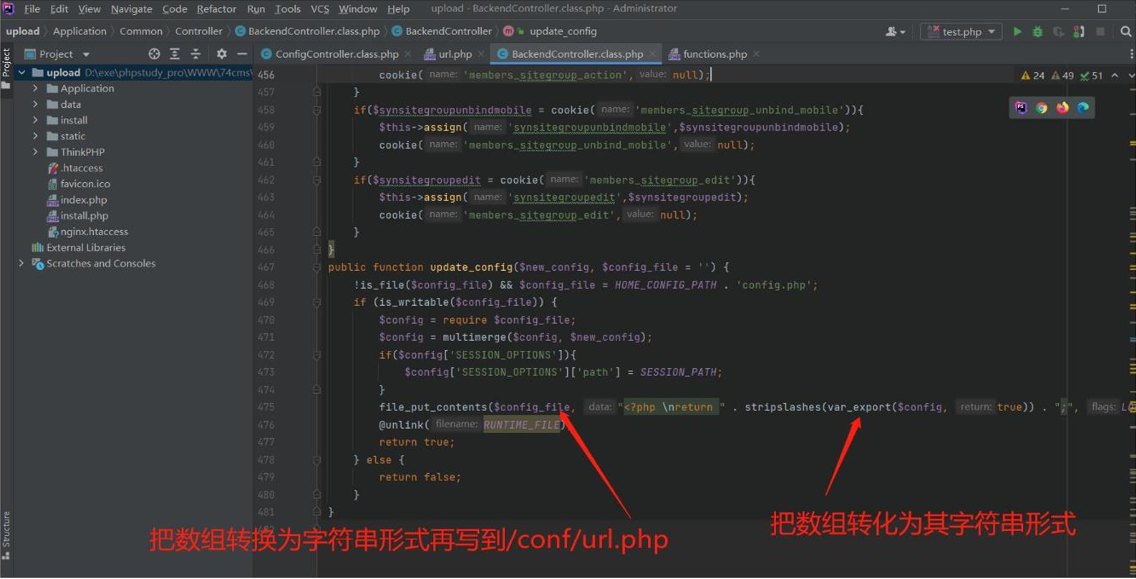 File Edit View Navigate Code Refactor Run Tools VCS Window Help upload - BackendController.class.php - Administrator
upload Application Common Controller BackendController.class.php BackendController update_config test.php
Project
ConfigController.class.php url.php BackendController.class.php functions.php
upload D:\exe\phpstudy_pro\WWW\74cms\
Application
data
install
static
ThinkPHP
.htaccess
favicon.ico
index.php
install.php
nginx.htaccess
External Libraries
Scratches and Consoles
Project
Structure
24 49 51
456 cookie( name: 'members_sitegroup_action', value: null);
457 }
458 if($synsitegroupunbindmobile = cookie( name: 'members_sitegroup_unbind_mobile')){
459 $this->assign( name: 'synsitegroupunbindmobile',$synsitegroupunbindmobile);
460 cookie( name: 'members_sitegroup_unbind_mobile', value: null);
461 }
462 if($synsitegroupedit = cookie( name: 'members_sitegroup_edit')){
463 $this->assign( name: 'synsitegroupedit',$synsitegroupedit);
464 cookie( name: 'members_sitegroup_edit', value: null);
465 }
466 }
467 public function update_config($new_config, $config_file = '') {
468 !is_file($config_file) && $config_file = HOME_CONFIG_PATH . 'config.php';
469 if (is_writable($config_file)) {
470 $config = require $config_file;
471 $config = multimerge($config, $new_config);
472 if($config['SESSION_OPTIONS']){
473 $config['SESSION_OPTIONS']['path'] = SESSION_PATH;
474 }
475 file_put_contents($config_file, data: "<?php \nreturn " . stripslashes(var_export($config, return: true)) . ";", flags:
476 @unlink( filename: RUNTIME_FILE)
477 return true;
478 } else {
479 return false;
480 }
481 }
把数组转换为字符串形式再写到/conf/url.php
把数组转化为其字符串形式